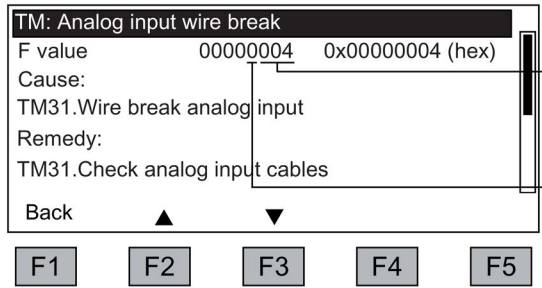 TM: Analog input wire break
F value 00000004 0x00000004 (hex)
Cause:
TM31.Wire break analog input
Remedy:
TM31.Check analog input cables
Back ▲ ▼
F1 F2 F3 F4 F5